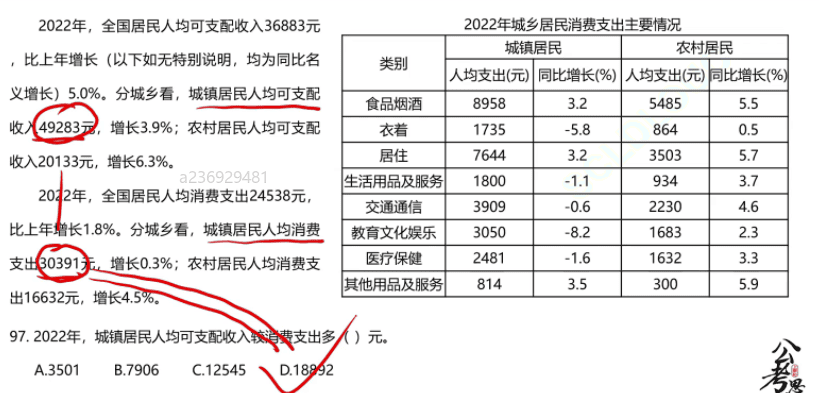 2022年，全国居民人均可支配收入36883元
，比上年增长（以下如无特别说明，均为同比名
义增长）5.0%。分城乡看，城镇居民人均可支配
收入49283元，增长3.9%；农村居民人均可支配
收入20133元，增长6.3%。
a236929481
2022年，全国居民人均消费支出24538元，
比上年增长1.8%。分城乡看，城镇居民人均消费
支出30391元，增长0.3%；农村居民人均消费支
出16632元，增长4.5%。
2022年城乡居民消费支出主要情况
类别 城镇居民 农村居民
人均支出(元) 同比增长(%) 人均支出(元) 同比增长(%)
食品烟酒 8958 3.2 5485 5.5
衣着 1735 -5.8 864 0.5
居住 7644 3.2 3503 5.7
生活用品及服务 1800 -1.1 934 3.7
交通通信 3909 -0.6 2230 4.6
教育文化娱乐 3050 -8.2 1683 2.3
医疗保健 2481 -1.6 1632 3.3
其他用品及服务 814 3.5 300 5.9
97. 2022年，城镇居民人均可支配收入较消费支出多（ ）元。
A.3501 B.7906 C.12545 D.18892
公考
思